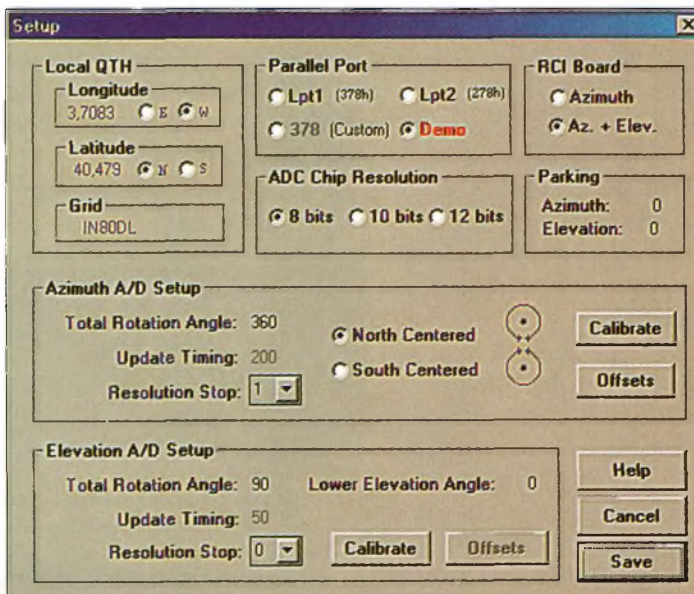 Setup
Local QTH
Longitude
3,7083 E W
Latitude
40,479 N S
Grid
IN80DL
Parallel Port
Lpt1 (378h) Lpt2 (278h)
378 (Custom) Demo
ADC Chip Resolution
8 bits 10 bits 12 bits
RCI Board
Azimuth
Az. + Elev.
Parking
Azimuth: 0
Elevation: 0
Azimuth A/D Setup
Total Rotation Angle: 360
Update Timing: 200
Resolution Stop: 1
North Centered
South Centered
Calibrate
Offsets
Elevation A/D Setup
Total Rotation Angle: 90 Lower Elevation Angle: 0
Update Timing: 50
Resolution Stop: 0 Calibrate Offsets
Help
Cancel
Save